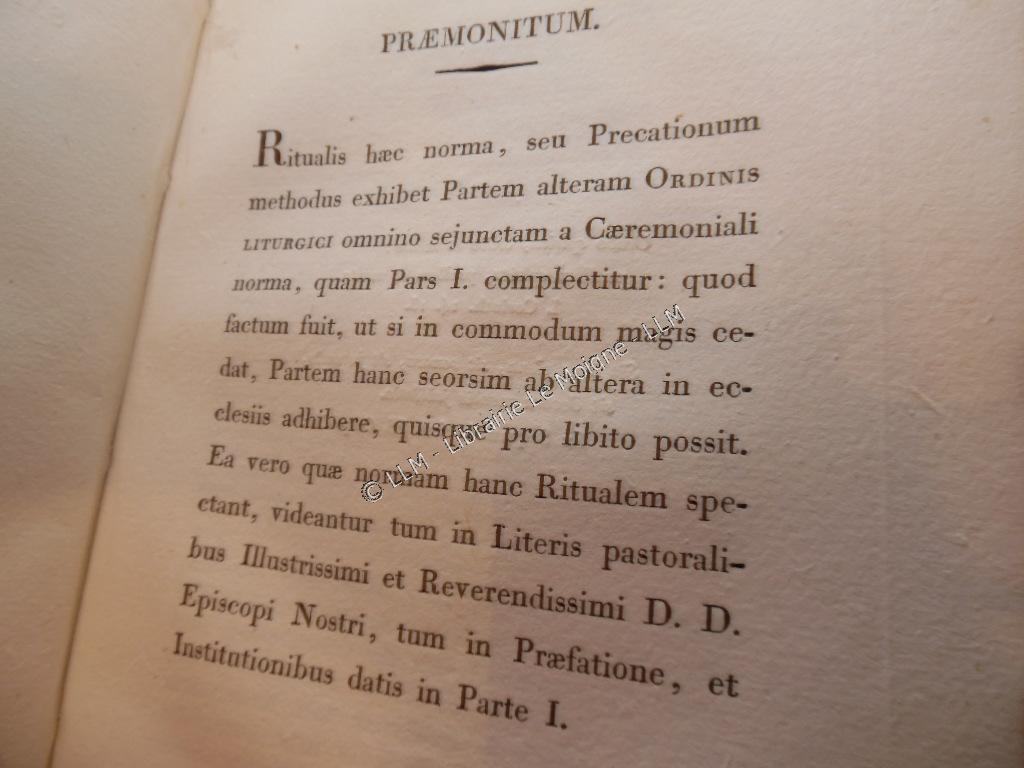 PRÆMONITUM.
Ritualis hæc norma, seu Precationum
methodus exhibet Partem alteram ORDINIS
LITURGICI omnino sejunctam a Cæremoniali
norma, quam Pars I. complectitur: quod
factum fuit, ut si in commodum magis ce-
dat, Partem hanc seorsim ab altera in ec-
clesiis adhibere, quisque pro libito possit.
Ea vero quæ normam hanc Ritualem spe-
ctant, videantur tum in Literis pastorali-
bus Illustrissimi et Reverendissimi D. D.
Episcopi Nostri, tum in Præfatione, et
Institutionibus datis in Parte I.
© LLM - Librairie Le Moigne - LLM